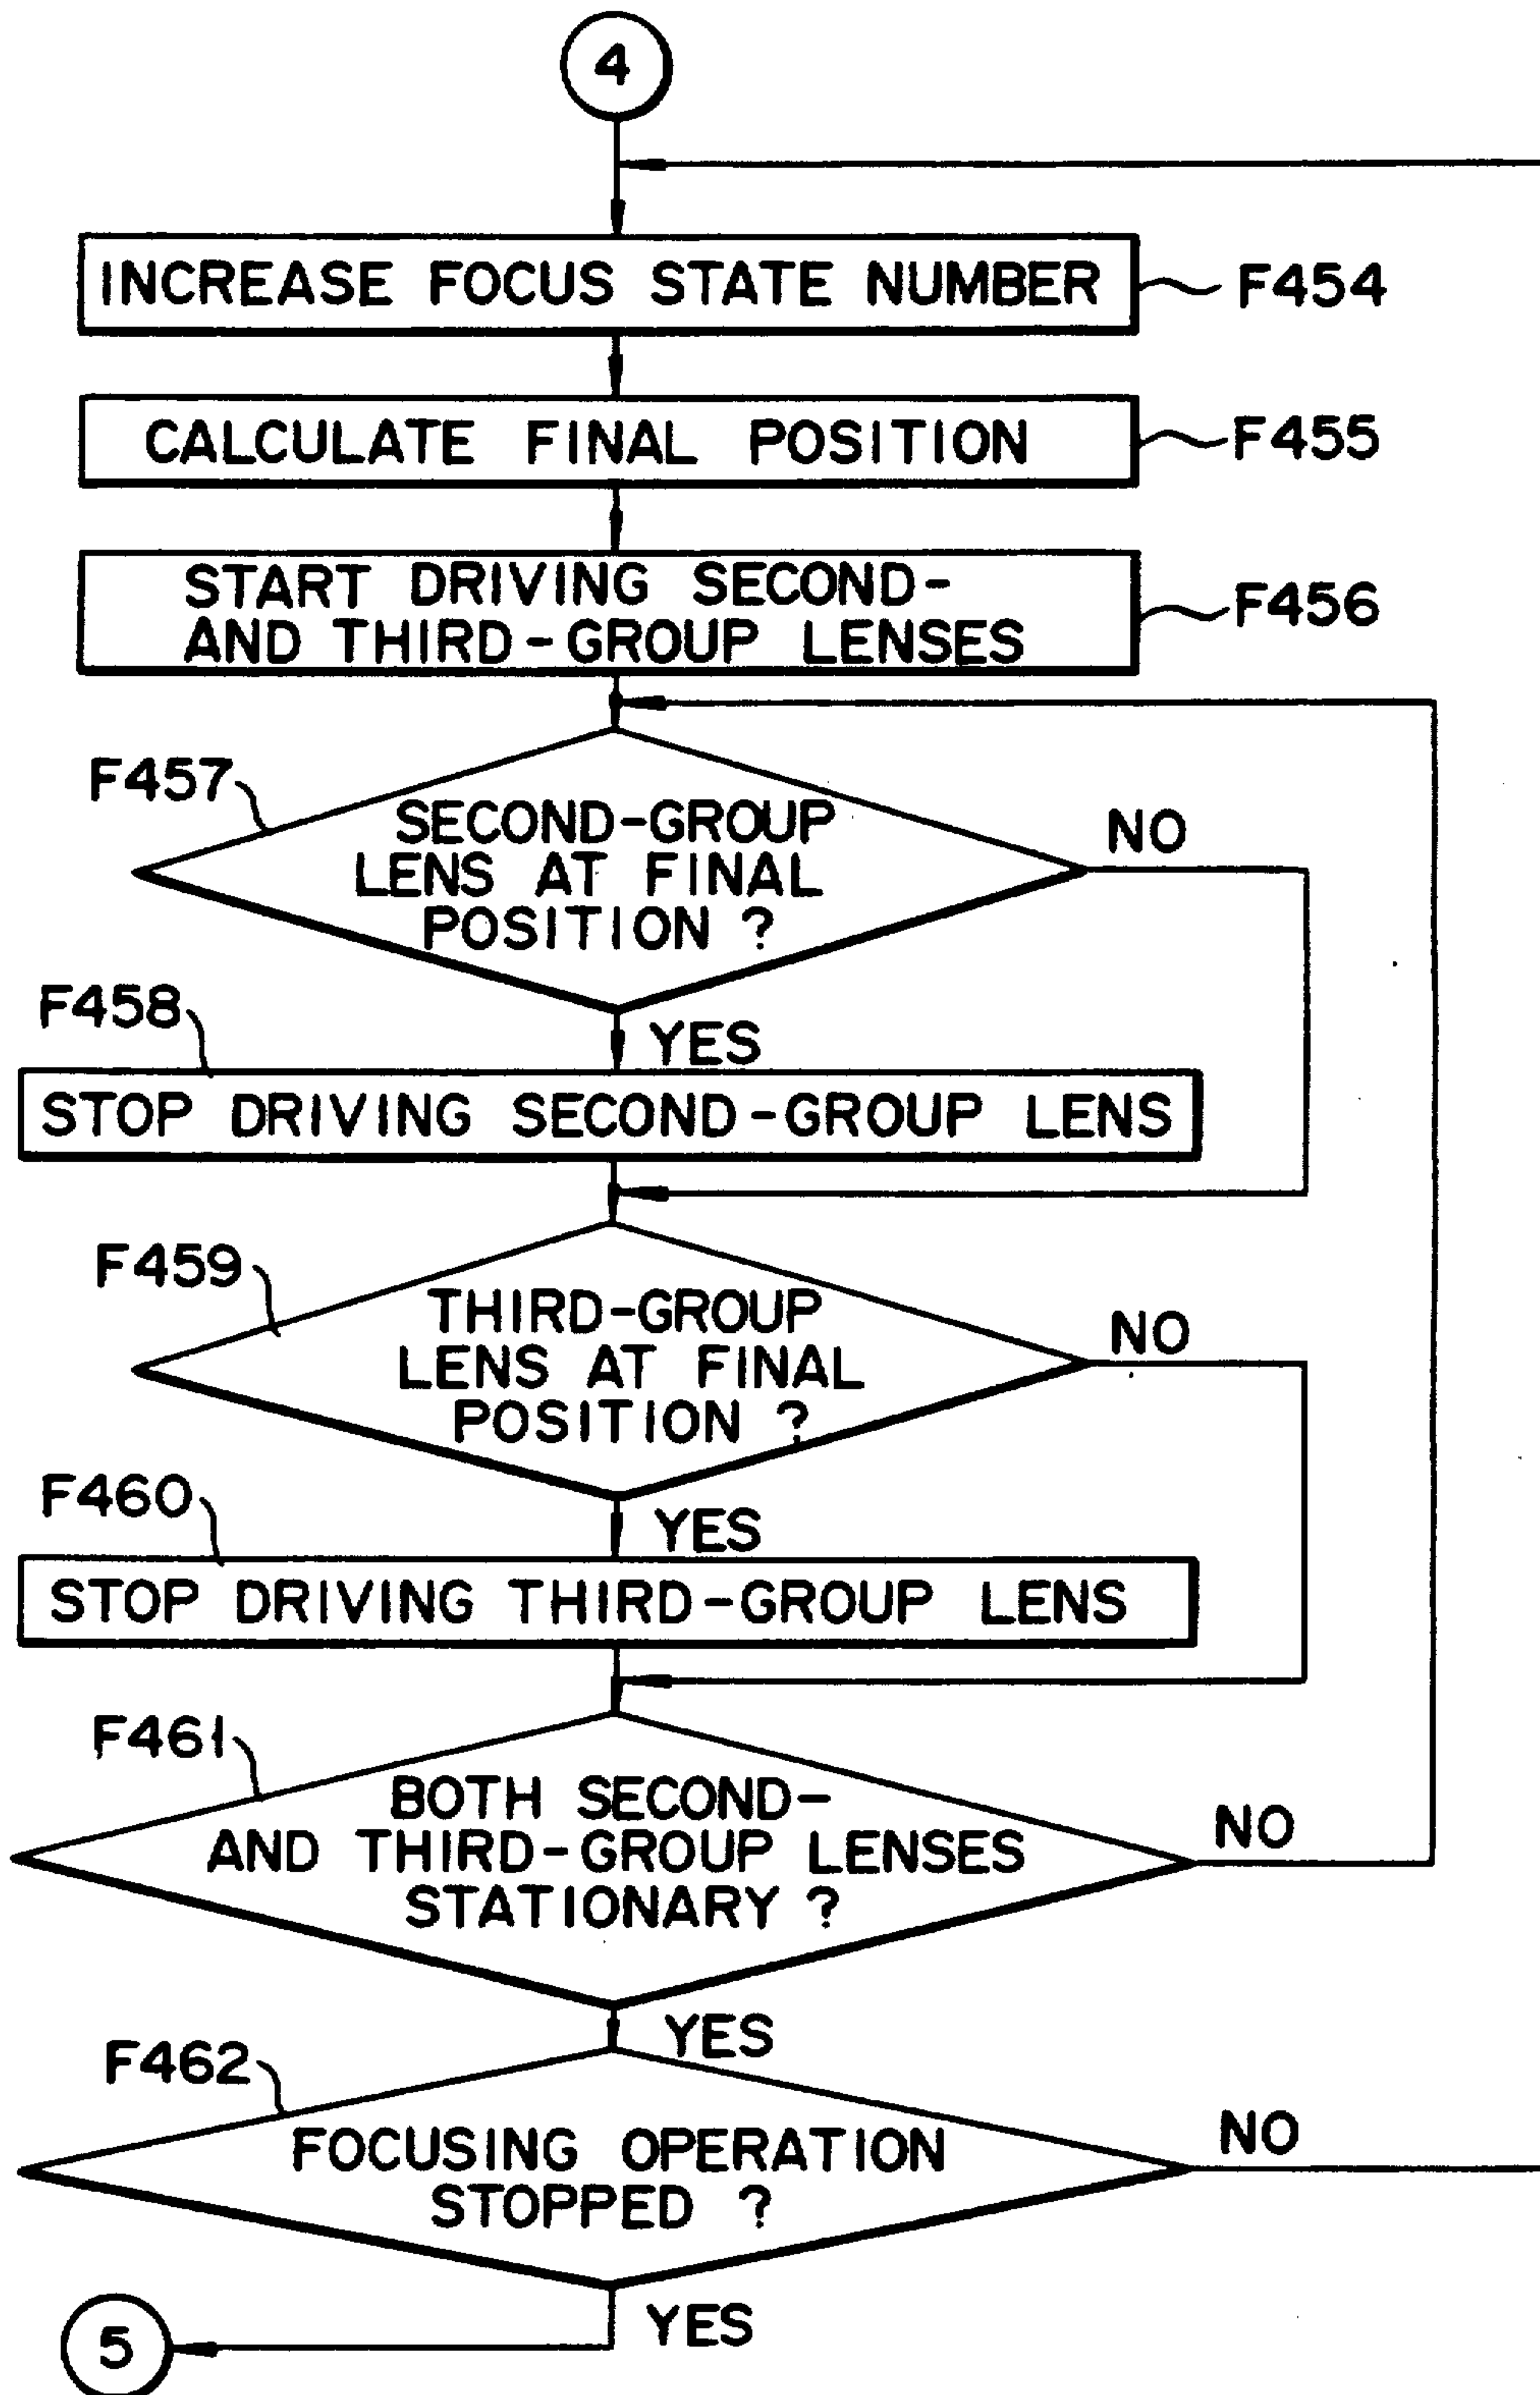 4
INCREASE FOCUS STATE NUMBER
F454
CALCULATE FINAL POSITION
F455
START DRIVING SECOND-
AND THIRD-GROUP LENSES
F456
F457
SECOND-GROUP
LENS AT FINAL
POSITION ?
NO
YES
F458
STOP DRIVING SECOND-GROUP LENS
F459
THIRD-GROUP
LENS AT FINAL
POSITION ?
NO
YES
F460
STOP DRIVING THIRD-GROUP LENS
F461
BOTH SECOND-
AND THIRD-GROUP LENSES
STATIONARY ?
NO
YES
F462
FOCUSING OPERATION
STOPPED ?
NO
YES
5